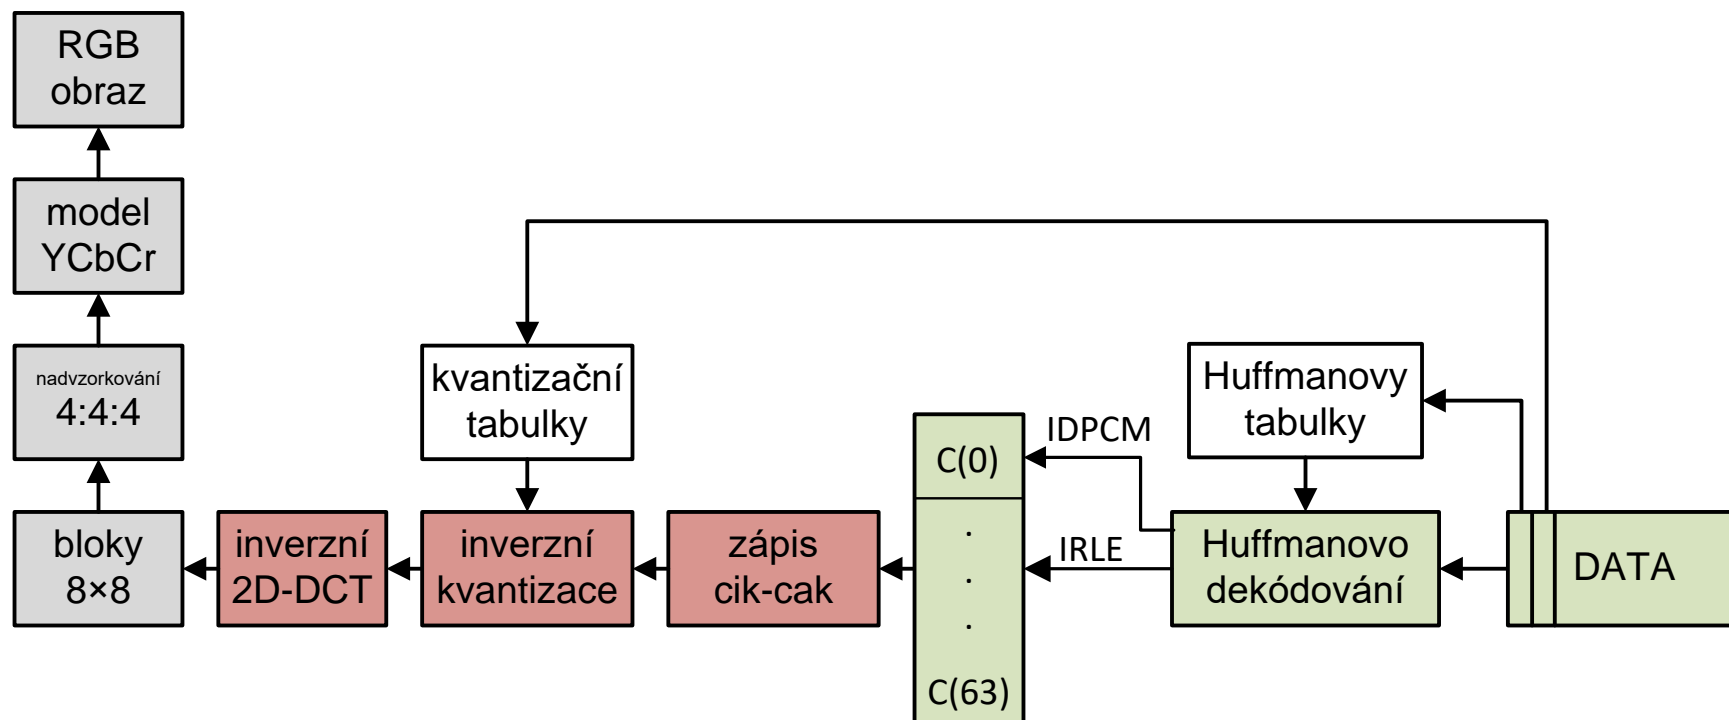 RGB
obraz
model
YCbCr
nadvzorkování
4:4:4
bloky
8×8
inverzní
2D-DCT
kvantizační
tabulky
inverzní
kvantizace
zápis
cik-cak
C(0)
.
.
.
C(63)
IDPCM
IRLE
Huffmanovy
tabulky
Huffmanovo
dekódování
DATA